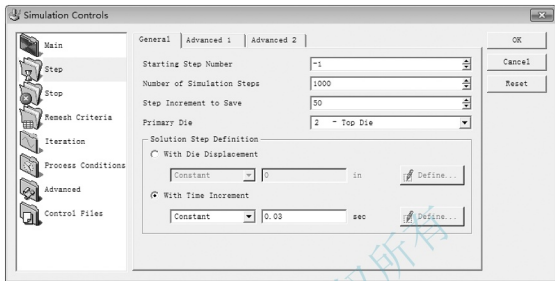 Simulation Controls
Main
Step
Stop
Remesh Criteria
Iteration
Process Conditions
Advanced
Control Files
General Advanced 1 Advanced 2
Starting Step Number -1
Number of Simulation Steps 1000
Step Increment to Save 50
Primary Die 2 - Top Die
Solution Step Definition
With Die Displacement
Constant 0 in Define...
With Time Increment
Constant 0.03 sec Define...
OK
Cancel
Reset
所有